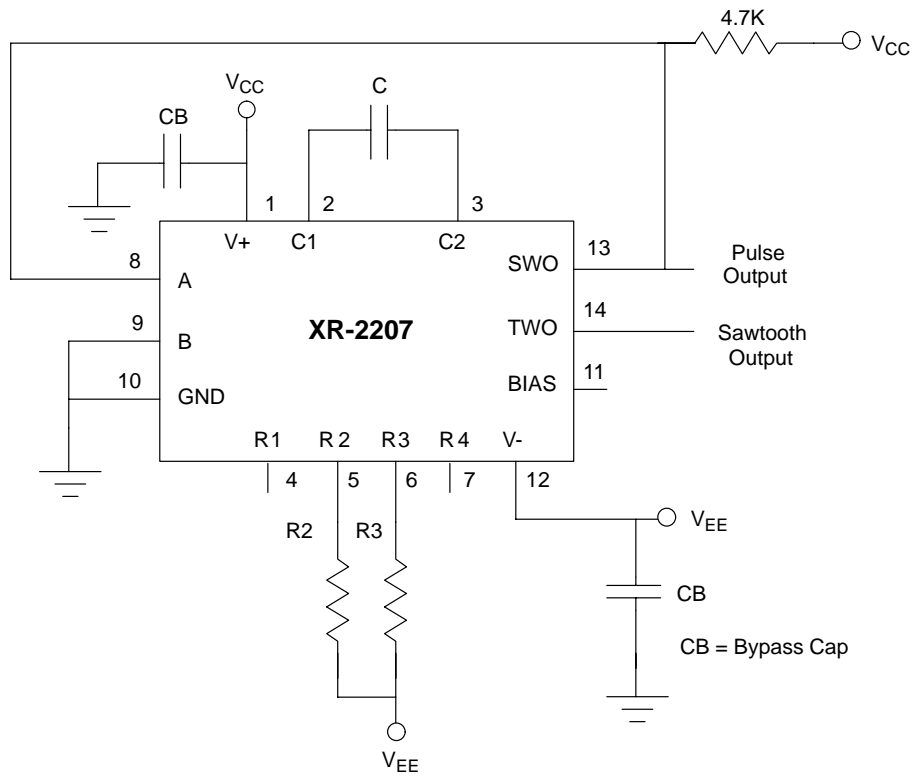 4.7K
VCC
VCC
C
CB
1
2
3
V+
C1
C2
8
A
SWO
13
Pulse
Output
9
B
XR-2207
TWO
14
Sawtooth
Output
10
GND
BIAS
11
R1
R2
R3
R4
V-
4
5
6
7
12
R2
R3
VEE
CB
CB = Bypass Cap
VEE